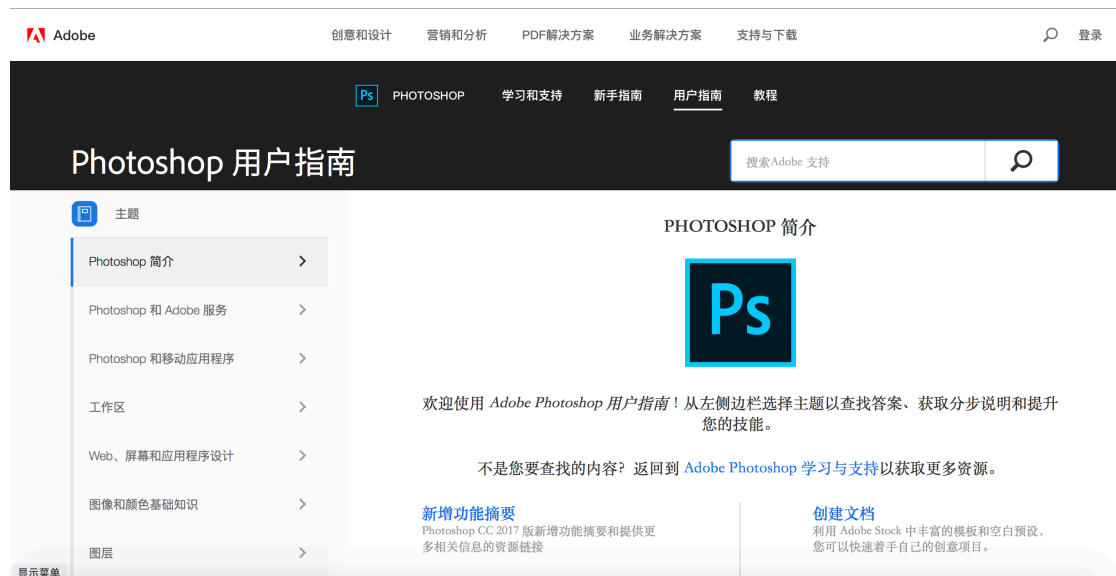 Adobe
创意和设计 营销和分析 PDF解决方案 业务解决方案 支持与下载
登录
Ps PHOTOSHOP 学习和支持 新手指南 用户指南 教程
Photoshop 用户指南
搜索Adobe 支持
主题
Photoshop 简介
Photoshop 和 Adobe 服务
Photoshop 和移动应用程序
工作区
Web、屏幕和应用程序设计
图像和颜色基础知识
图层
显示菜单
PHOTOSHOP 简介
Ps
欢迎使用 Adobe Photoshop 用户指南！从左侧边栏选择主题以查找答案、获取分步说明和提升
您的技能。
不是您要查找的内容？返回到 Adobe Photoshop 学习与支持以获取更多资源。
新增功能摘要
Photoshop CC 2017 版新增功能摘要和提供更
多相关信息的资源链接
创建文档
利用 Adobe Stock 中丰富的模板和空白预设，
您可以快速着手自己的创意项目。